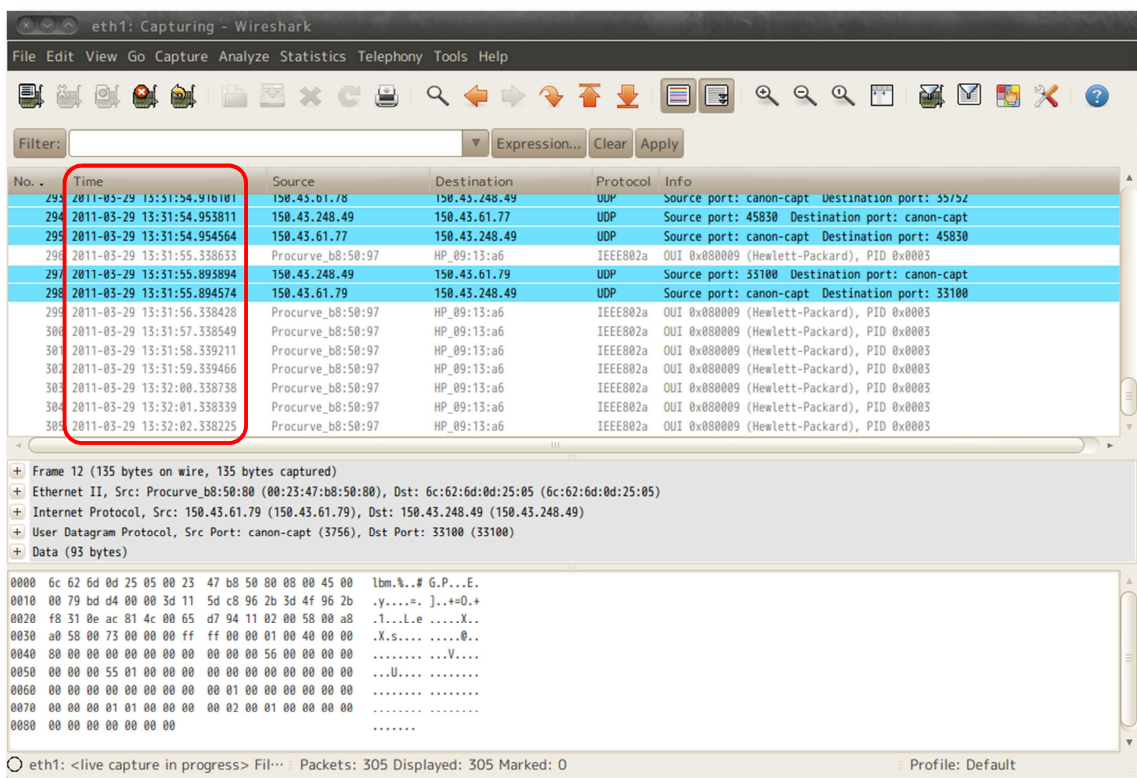 eth1: Capturing - Wireshark
File Edit View Go Capture Analyze Statistics Telephony Tools Help
Filter: Expression... Clear Apply
No. . Time Source Destination Protocol Info
293 2011-03-29 13:31:54.916101 150.43.61.78 150.43.248.49 UDP Source port: canon-capt Destination port: 35752
294 2011-03-29 13:31:54.953811 150.43.248.49 150.43.61.77 UDP Source port: 45830 Destination port: canon-capt
295 2011-03-29 13:31:54.954564 150.43.61.77 150.43.248.49 UDP Source port: canon-capt Destination port: 45830
296 2011-03-29 13:31:55.338633 Procurve_b8:50:97 HP_09:13:a6 IEEE802a OUI 0x080009 (Hewlett-Packard), PID 0x0003
297 2011-03-29 13:31:55.893894 150.43.248.49 150.43.61.79 UDP Source port: 33100 Destination port: canon-capt
298 2011-03-29 13:31:55.894574 150.43.61.79 150.43.248.49 UDP Source port: canon-capt Destination port: 33100
299 2011-03-29 13:31:56.338428 Procurve_b8:50:97 HP_09:13:a6 IEEE802a OUI 0x080009 (Hewlett-Packard), PID 0x0003
300 2011-03-29 13:31:57.338549 Procurve_b8:50:97 HP_09:13:a6 IEEE802a OUI 0x080009 (Hewlett-Packard), PID 0x0003
301 2011-03-29 13:31:58.339211 Procurve_b8:50:97 HP_09:13:a6 IEEE802a OUI 0x080009 (Hewlett-Packard), PID 0x0003
302 2011-03-29 13:31:59.339466 Procurve_b8:50:97 HP_09:13:a6 IEEE802a OUI 0x080009 (Hewlett-Packard), PID 0x0003
303 2011-03-29 13:32:00.338738 Procurve_b8:50:97 HP_09:13:a6 IEEE802a OUI 0x080009 (Hewlett-Packard), PID 0x0003
304 2011-03-29 13:32:01.338339 Procurve_b8:50:97 HP_09:13:a6 IEEE802a OUI 0x080009 (Hewlett-Packard), PID 0x0003
305 2011-03-29 13:32:02.338225 Procurve_b8:50:97 HP_09:13:a6 IEEE802a OUI 0x080009 (Hewlett-Packard), PID 0x0003
+ Frame 12 (135 bytes on wire, 135 bytes captured)
+ Ethernet II, Src: Procurve_b8:50:80 (00:23:47:b8:50:80), Dst: 6c:62:6d:0d:25:05 (6c:62:6d:0d:25:05)
+ Internet Protocol, Src: 150.43.61.79 (150.43.61.79), Dst: 150.43.248.49 (150.43.248.49)
+ User Datagram Protocol, Src Port: canon-capt (3756), Dst Port: 33100 (33100)
+ Data (93 bytes)
0000 6c 62 6d 0d 25 05 00 23 47 b8 50 80 08 00 45 00 lbm.%..# G.P...E.
0010 00 79 bd d4 00 00 3d 11 5d c8 96 2b 3d 4f 96 2b .y....=. ]..+=O.+
0020 f8 31 0e ac 81 4c 00 65 d7 94 11 02 00 58 00 a8 .1...L.e .....X..
0030 a0 58 00 73 00 00 00 ff ff 00 00 01 00 40 00 00 .X.s.... .....@..
0040 80 00 00 00 00 00 00 00 00 00 00 56 00 00 00 00 ........ ...V....
0050 00 00 00 55 01 00 00 00 00 00 00 00 00 00 00 00 ...U.... ........
0060 00 00 00 00 00 00 00 00 00 01 00 00 00 00 00 00 ........ ........
0070 00 00 00 01 01 00 00 00 00 02 00 01 00 00 00 00 ........ ........
0080 00 00 00 00 00 00 00 .......
eth1: <live capture in progress> Fil··· Packets: 305 Displayed: 305 Marked: 0 Profile: Default